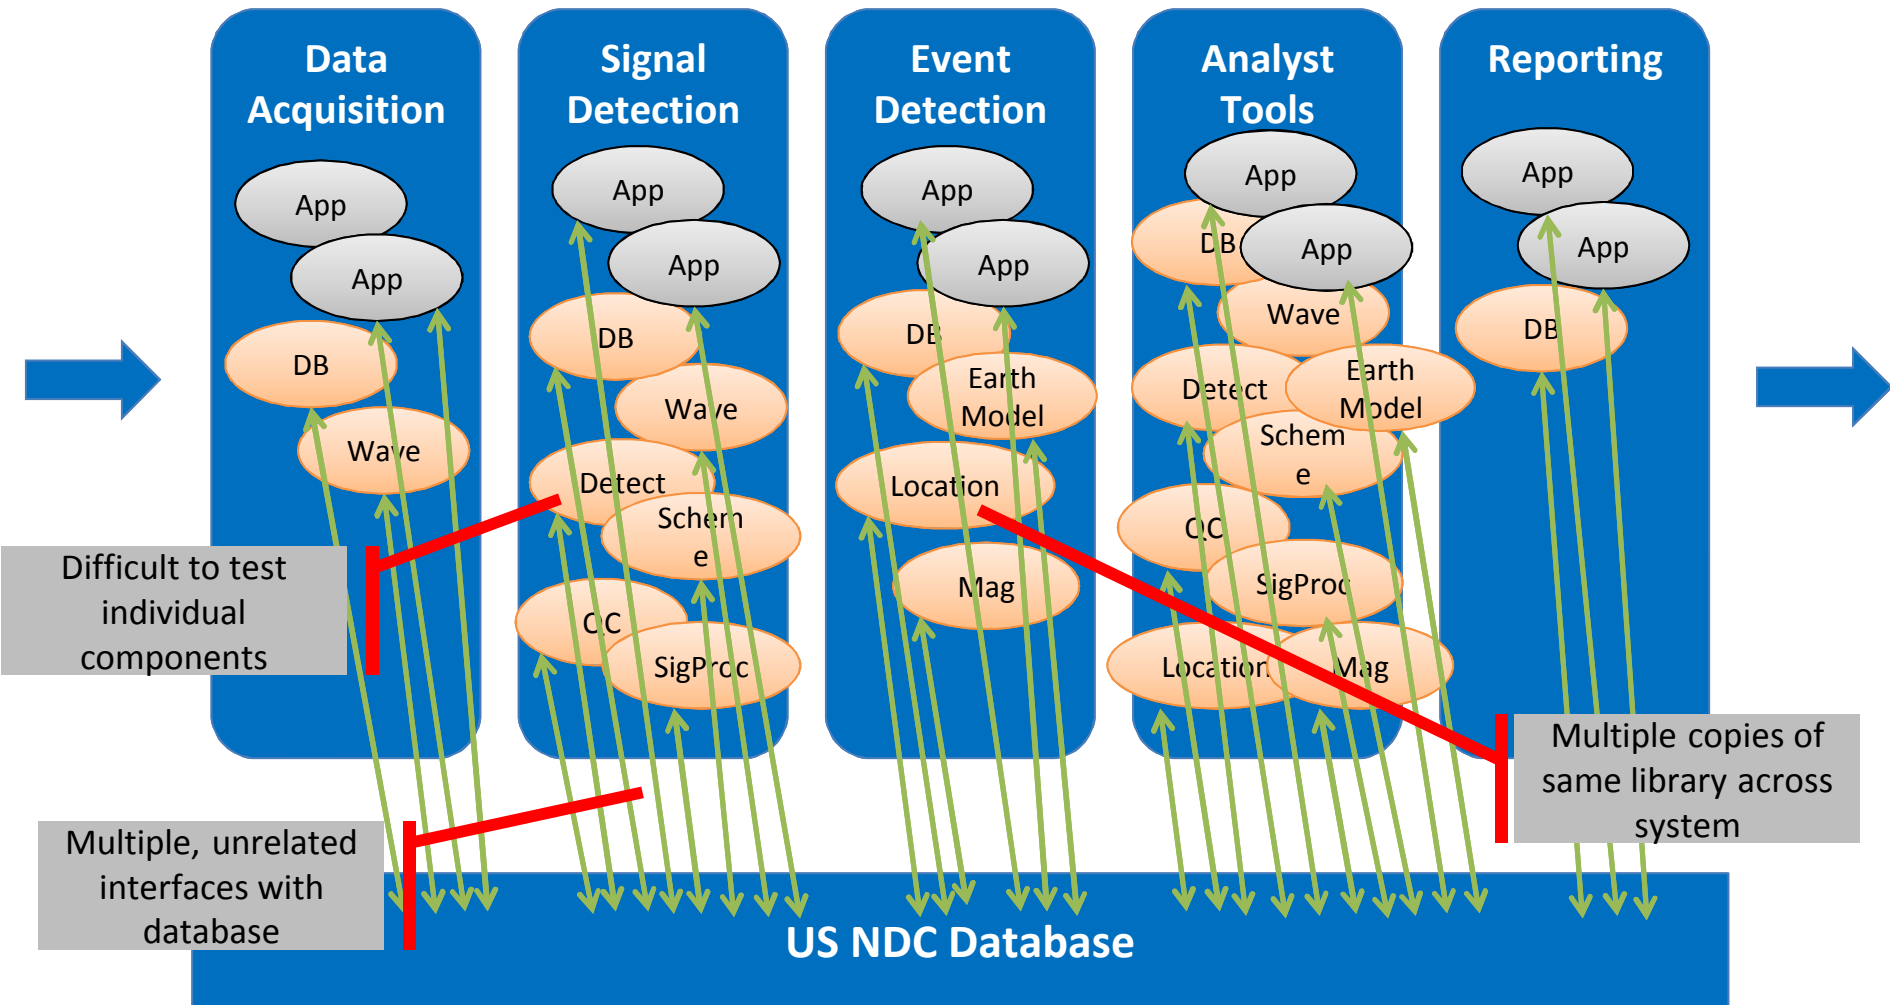 Data
Acquisition
App
App
DB
Wave
Signal
Detection
App
App
DB
Wave
Detect
Schem
e
QC
SigProc
Event
Detection
App
App
DB
Earth
Model
Location
Mag
Analyst
Tools
App
DB
App
Wave
Detect
Earth
Model
Schem
e
QC
SigProc
Location
Mag
Reporting
App
App
DB
Difficult to test
individual
components
Multiple, unrelated
interfaces with
database
Multiple copies of
same library across
system
US NDC Database